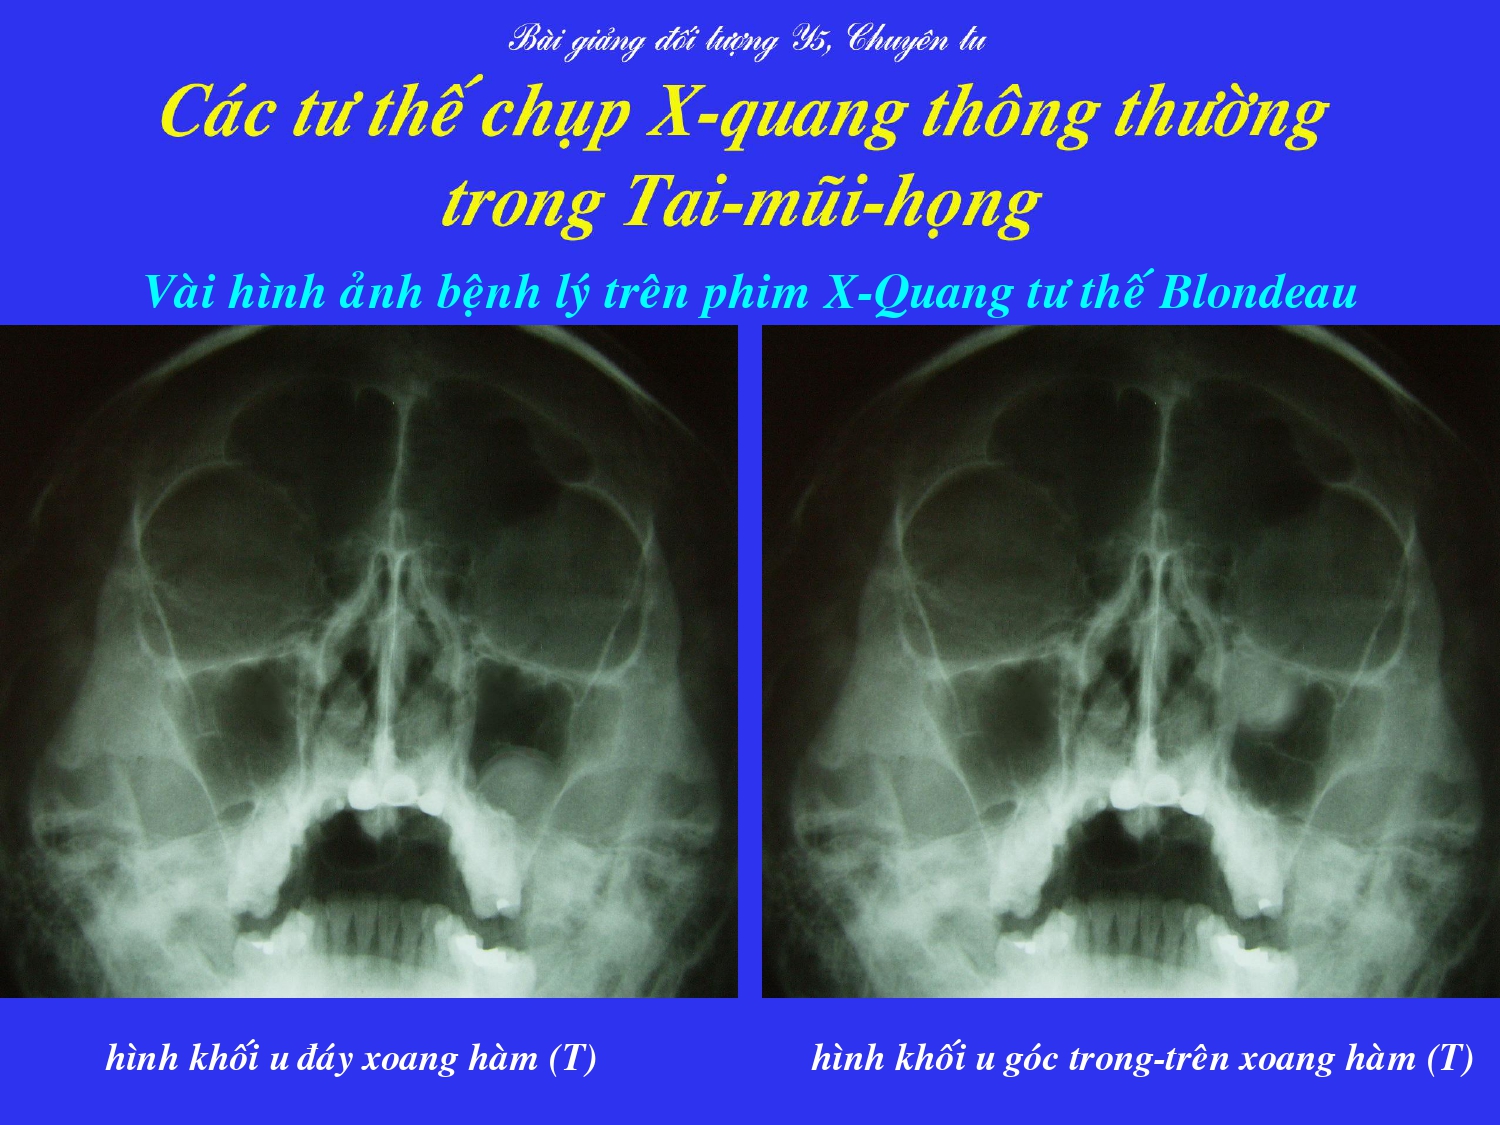 Bài giảng đối tượng Y5, Chuyên tu
Các tư thế chụp X-quang thông thường
trong Tai-mũi-họng
Vài hình ảnh bệnh lý trên phim X-Quang tư thế Blondeau
hình khối u đáy xoang hàm (T)
hình khối u góc trong-trên xoang hàm (T)